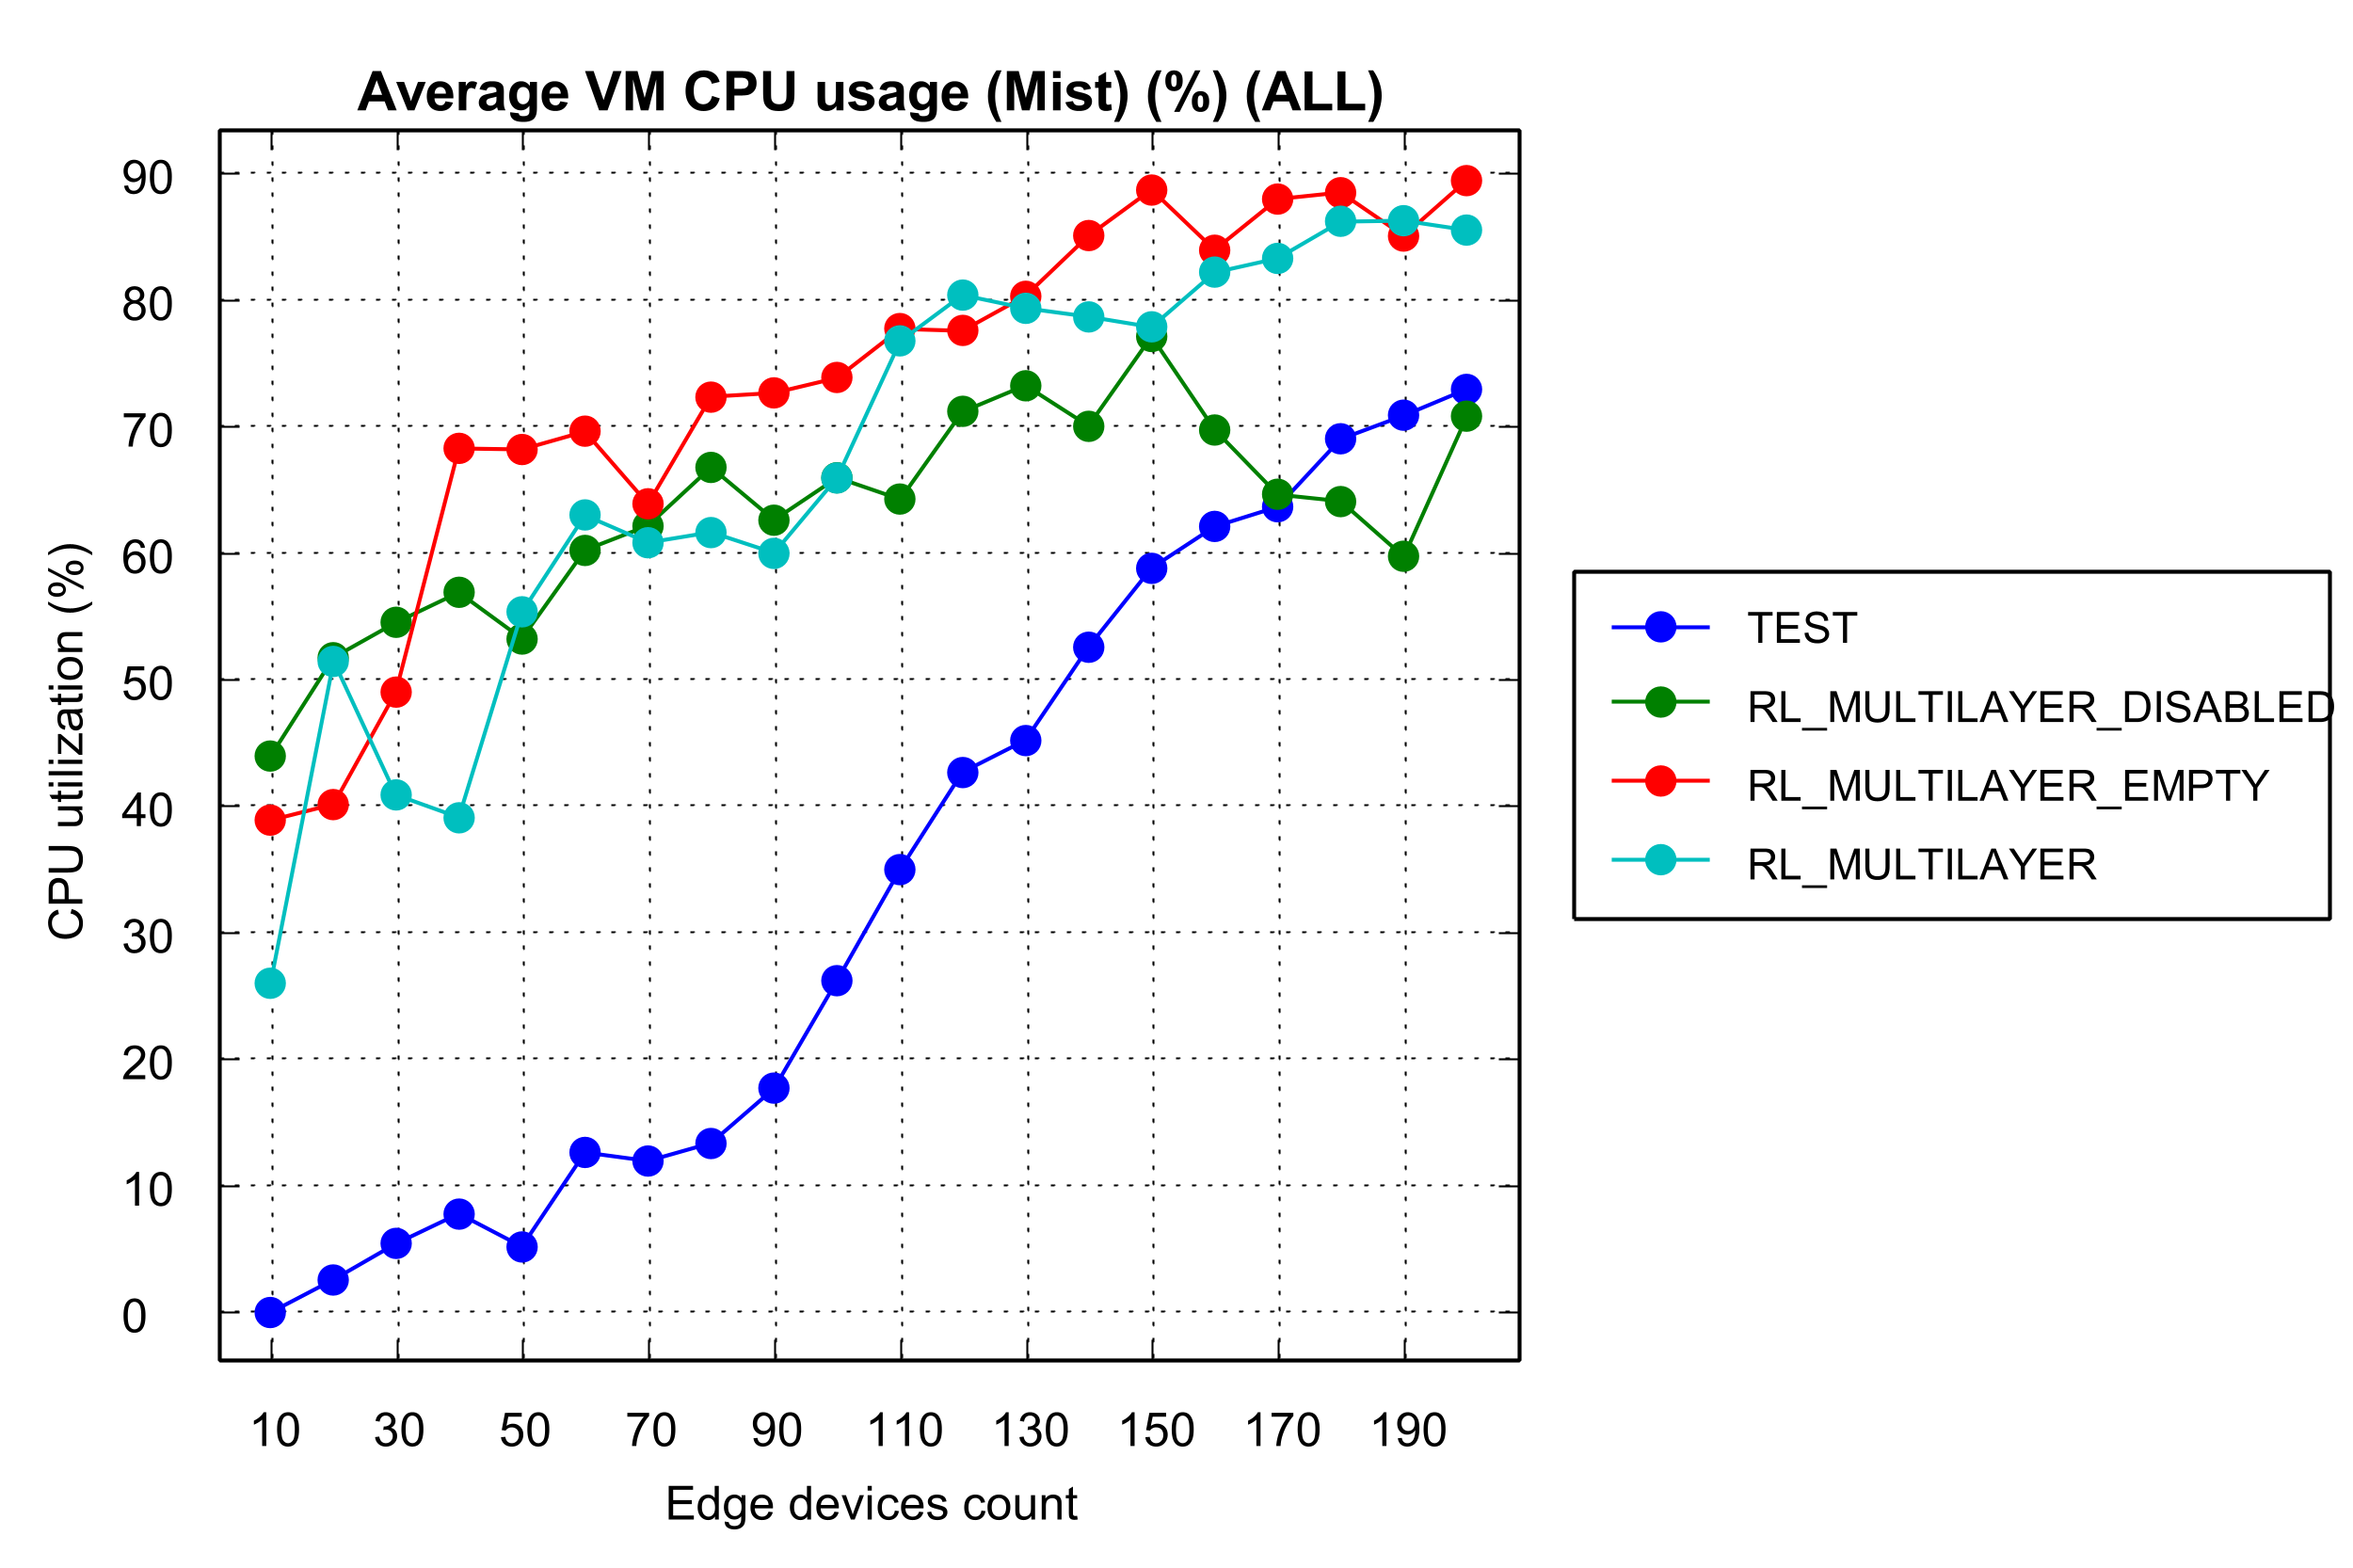 Average VM CPU usage (Mist) (%) (ALL)
CPU utilization (%)
90
80
70
60
50
40
30
20
10
0
10 30 50 70 90 110 130 150 170 190
Edge devices count
TEST
RL_MULTILAYER_DISABLED
RL_MULTILAYER_EMPTY
RL_MULTILAYER